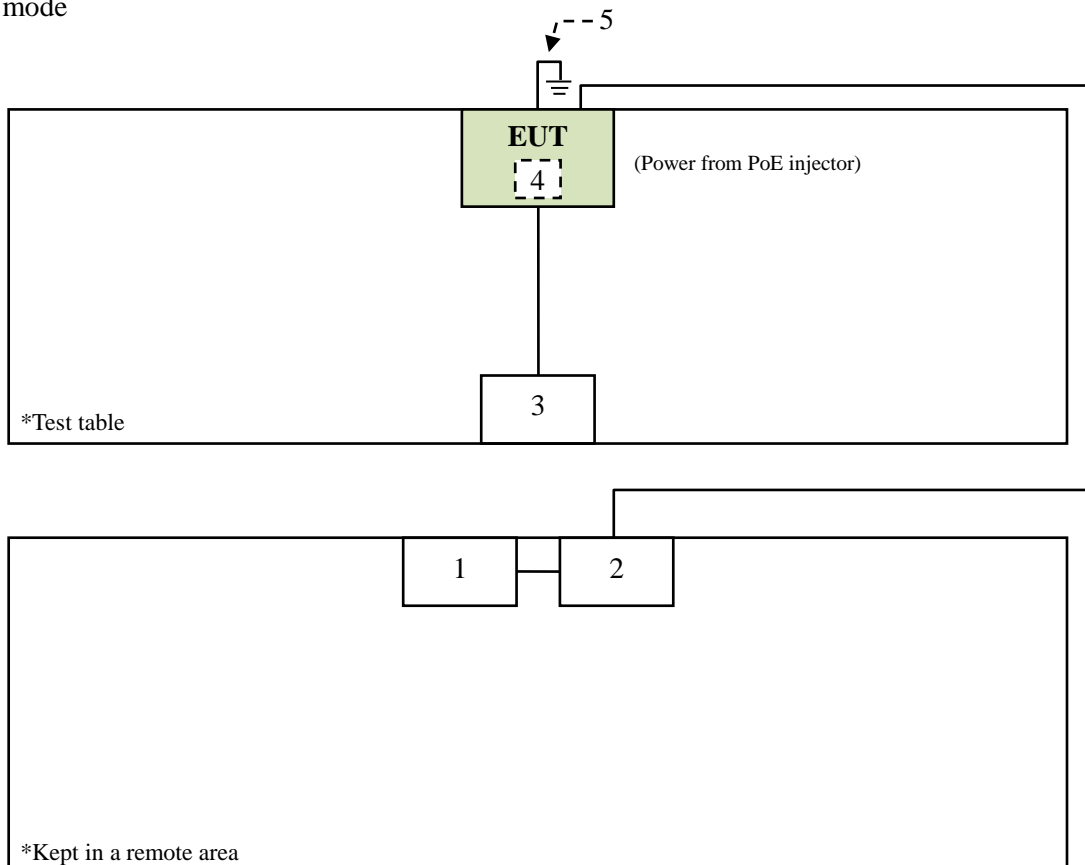 mode
5
EUT
4
(Power from PoE injector)
3
*Test table
1
2
*Kept in a remote area